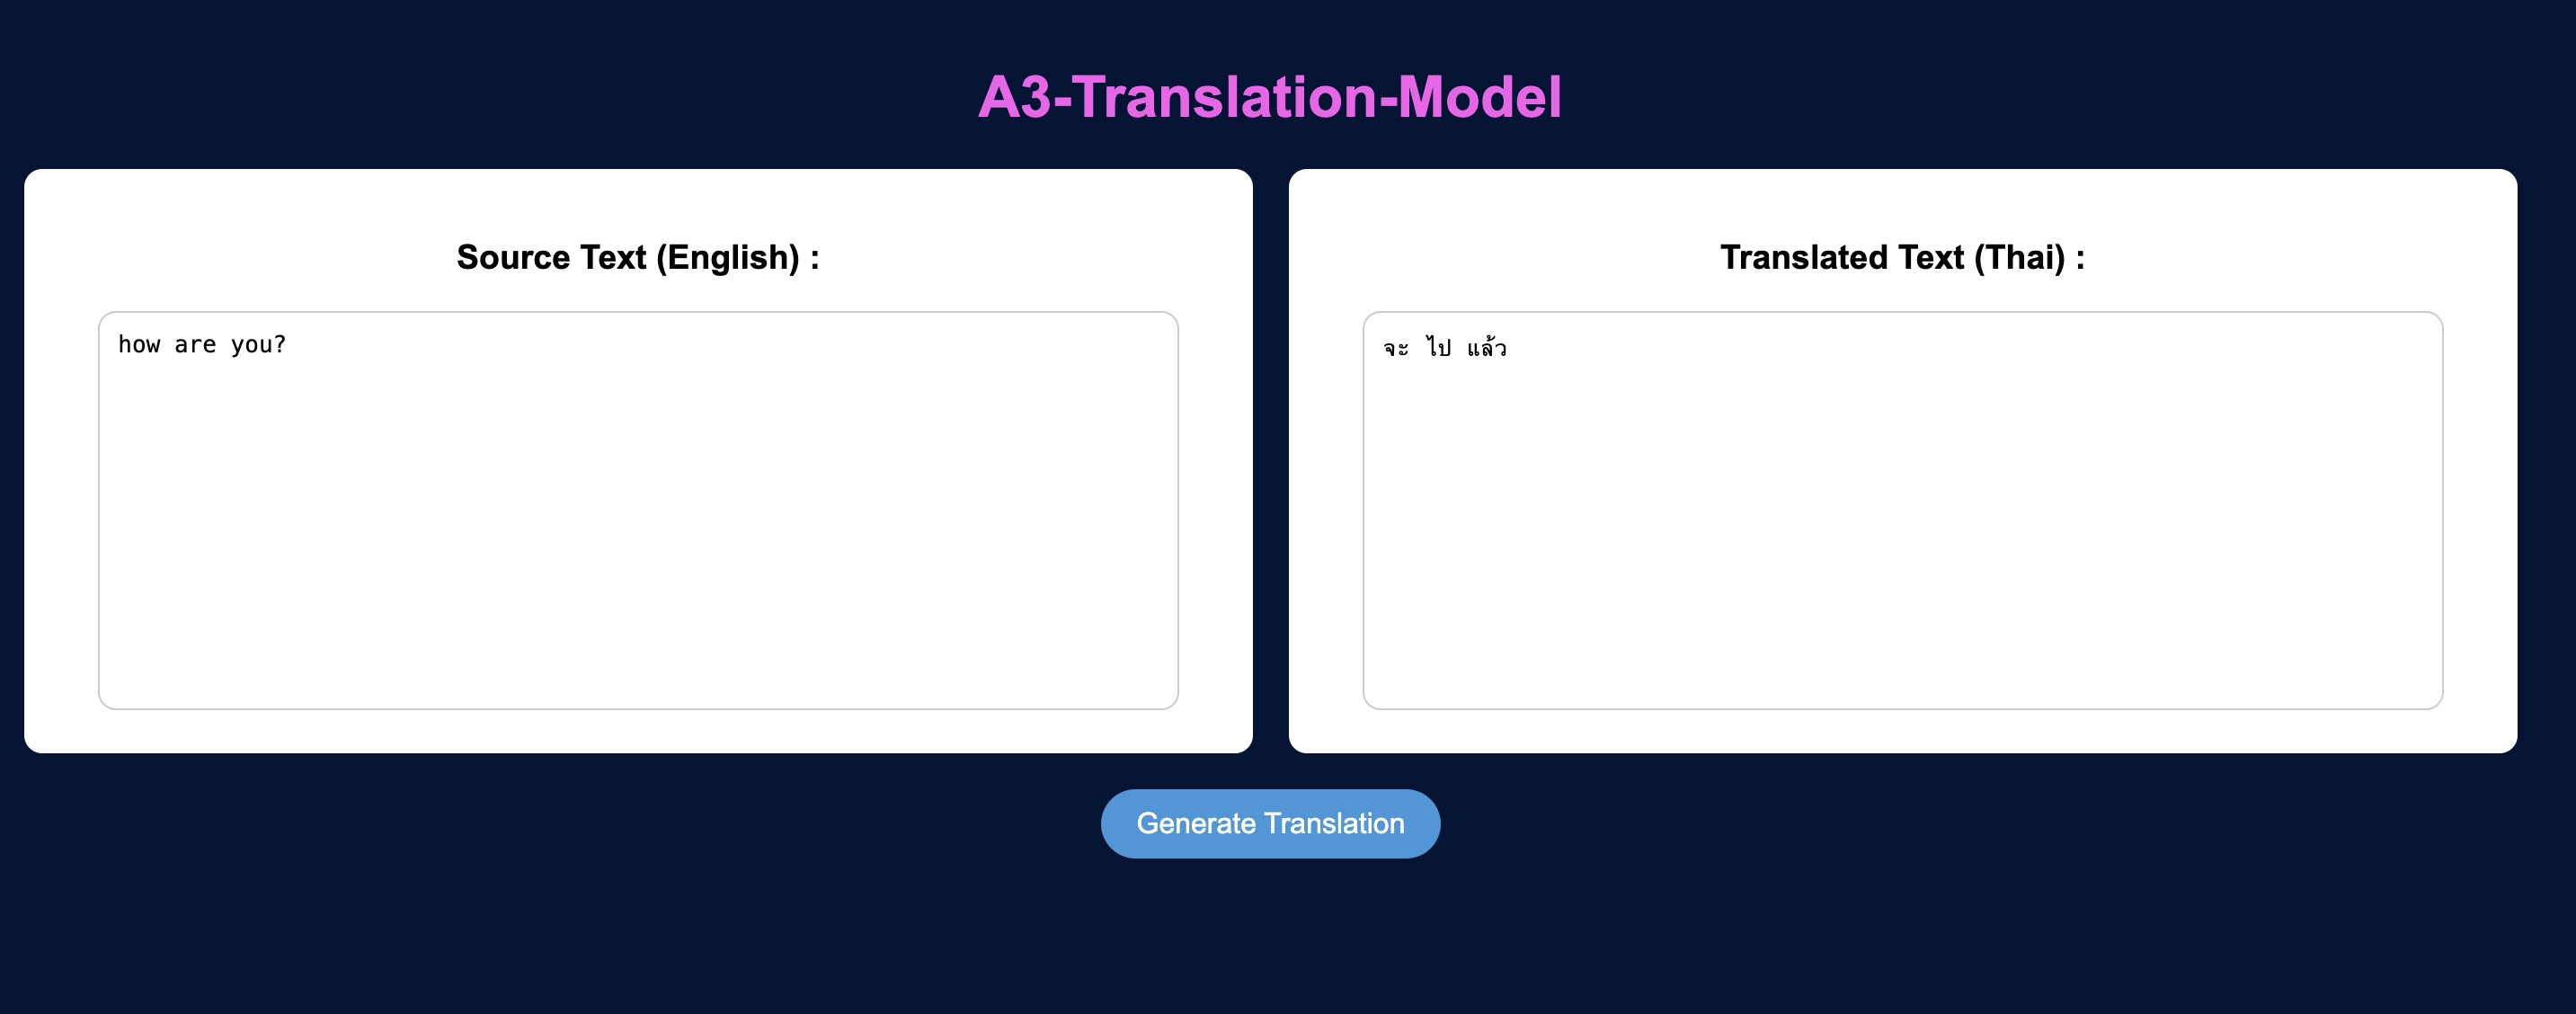 A3-Translation-Model
Source Text (English) :
how are you?
Translated Text (Thai) :
จะ ไป แล้ว
Generate Translation